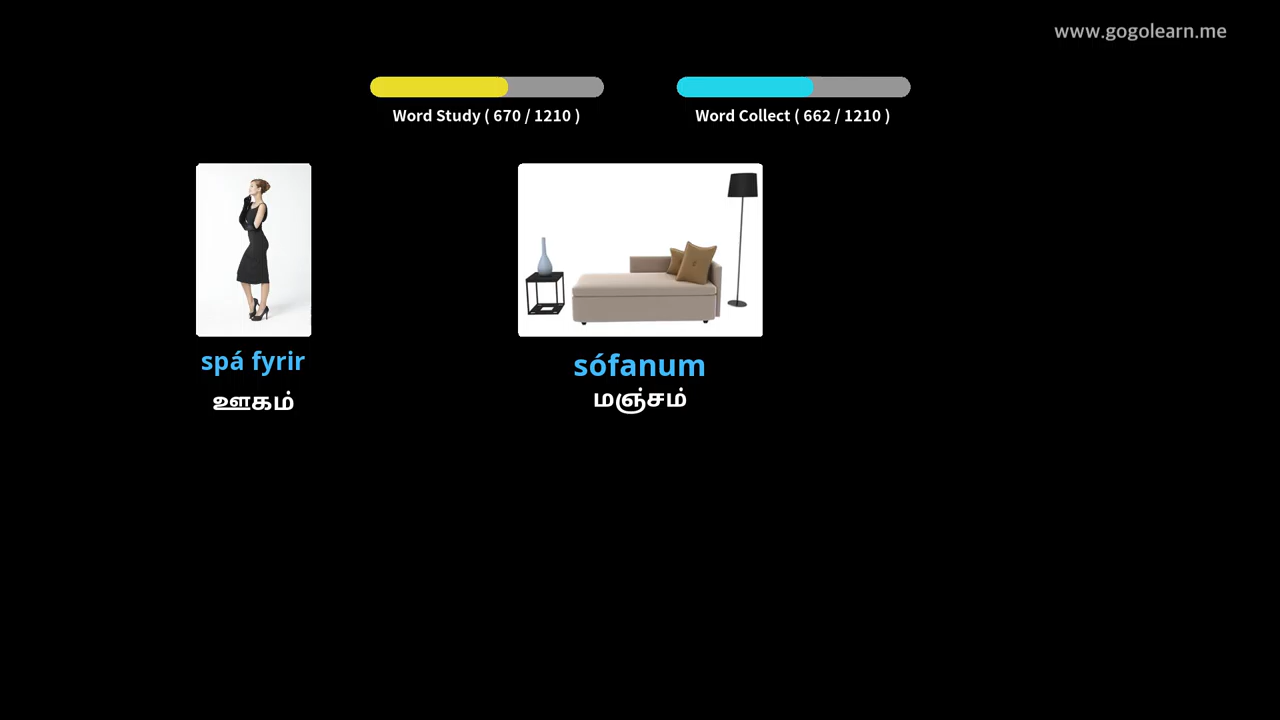 www.gogolearn.me
Word Study ( 670 / 1210 )
Word Collect ( 662 / 1210 )
spá fyrir
ஊகம்
sófanum
மஞ்சம்